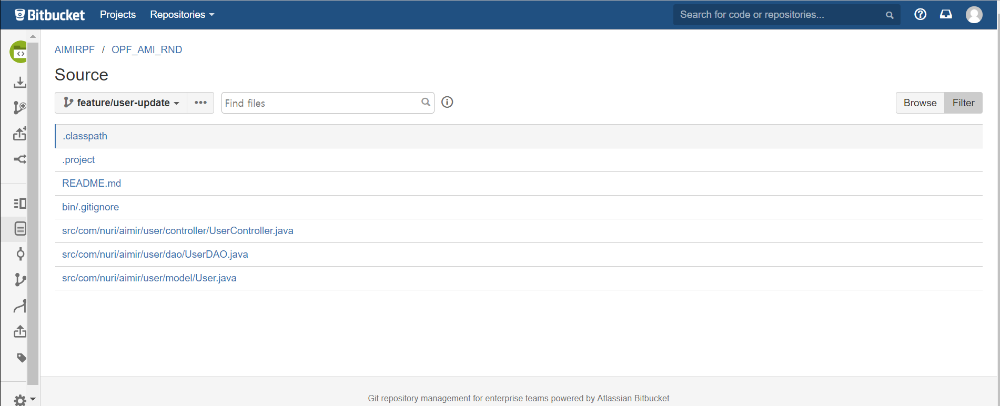 Bitbucket Projects Repositories Search for code or repositories...
AIMIRPF / OPF_AMI_RND
Source
feature/user-update ••• Find files Browse Filter
.classpath
.project
README.md
bin/.gitignore
src/com/nuri/aimir/user/controller/UserController.java
src/com/nuri/aimir/user/dao/UserDAO.java
src/com/nuri/aimir/user/model/User.java
Git repository management for enterprise teams powered by Atlassian Bitbucket